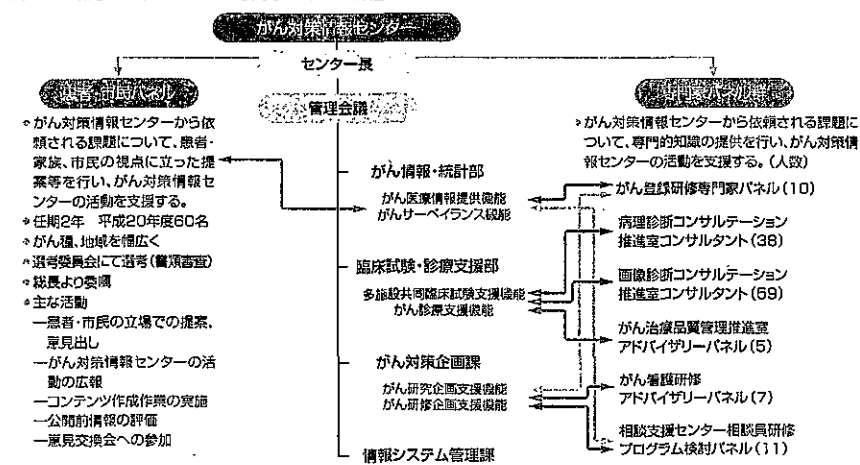 がん対策情報センター
センター長
管理会議
∘がん対策情報センターから依
頼される課題について、患者・
家族、市民の視点に立った提
案等を行い、がん対策情報セ
ンターの活動を支援する。
∘任期2年　平成20年度60名
∘がん種、地域を幅広く
∘選考委員会にて選考(書類審査)
∘総長より委嘱
∘主な活動
―患者・市民の立場での提案、
意見出し
―がん対策情報センターの活
動の広報
―コンテンツ作成作業の実施
―公開前情報の評価
―意見交換会への参加
がん情報・統計部
がん医療情報提供機能
がんサーベイランス機能
臨床試験・診療支援部
多施設共同臨床試験支援機能
がん診療支援機能
がん対策企画課
がん研究企画支援機能
がん研修企画支援機能
情報システム管理課
∘がん対策情報センターから依頼される課題に
ついて、専門的知識の提供を行い、がん対策情
報センターの活動を支援する。(人数)
がん登録研修専門家パネル(10)
病理診断コンサルテーション
推進室コンサルタント(38)
画像診断コンサルテーション
推進室コンサルタント(59)
がん治療品質管理推進室
アドバイザリーパネル(5)
がん看護研修
アドバイザリーパネル(7)
相談支援センター相談員研修
プログラム検討パネル(11)